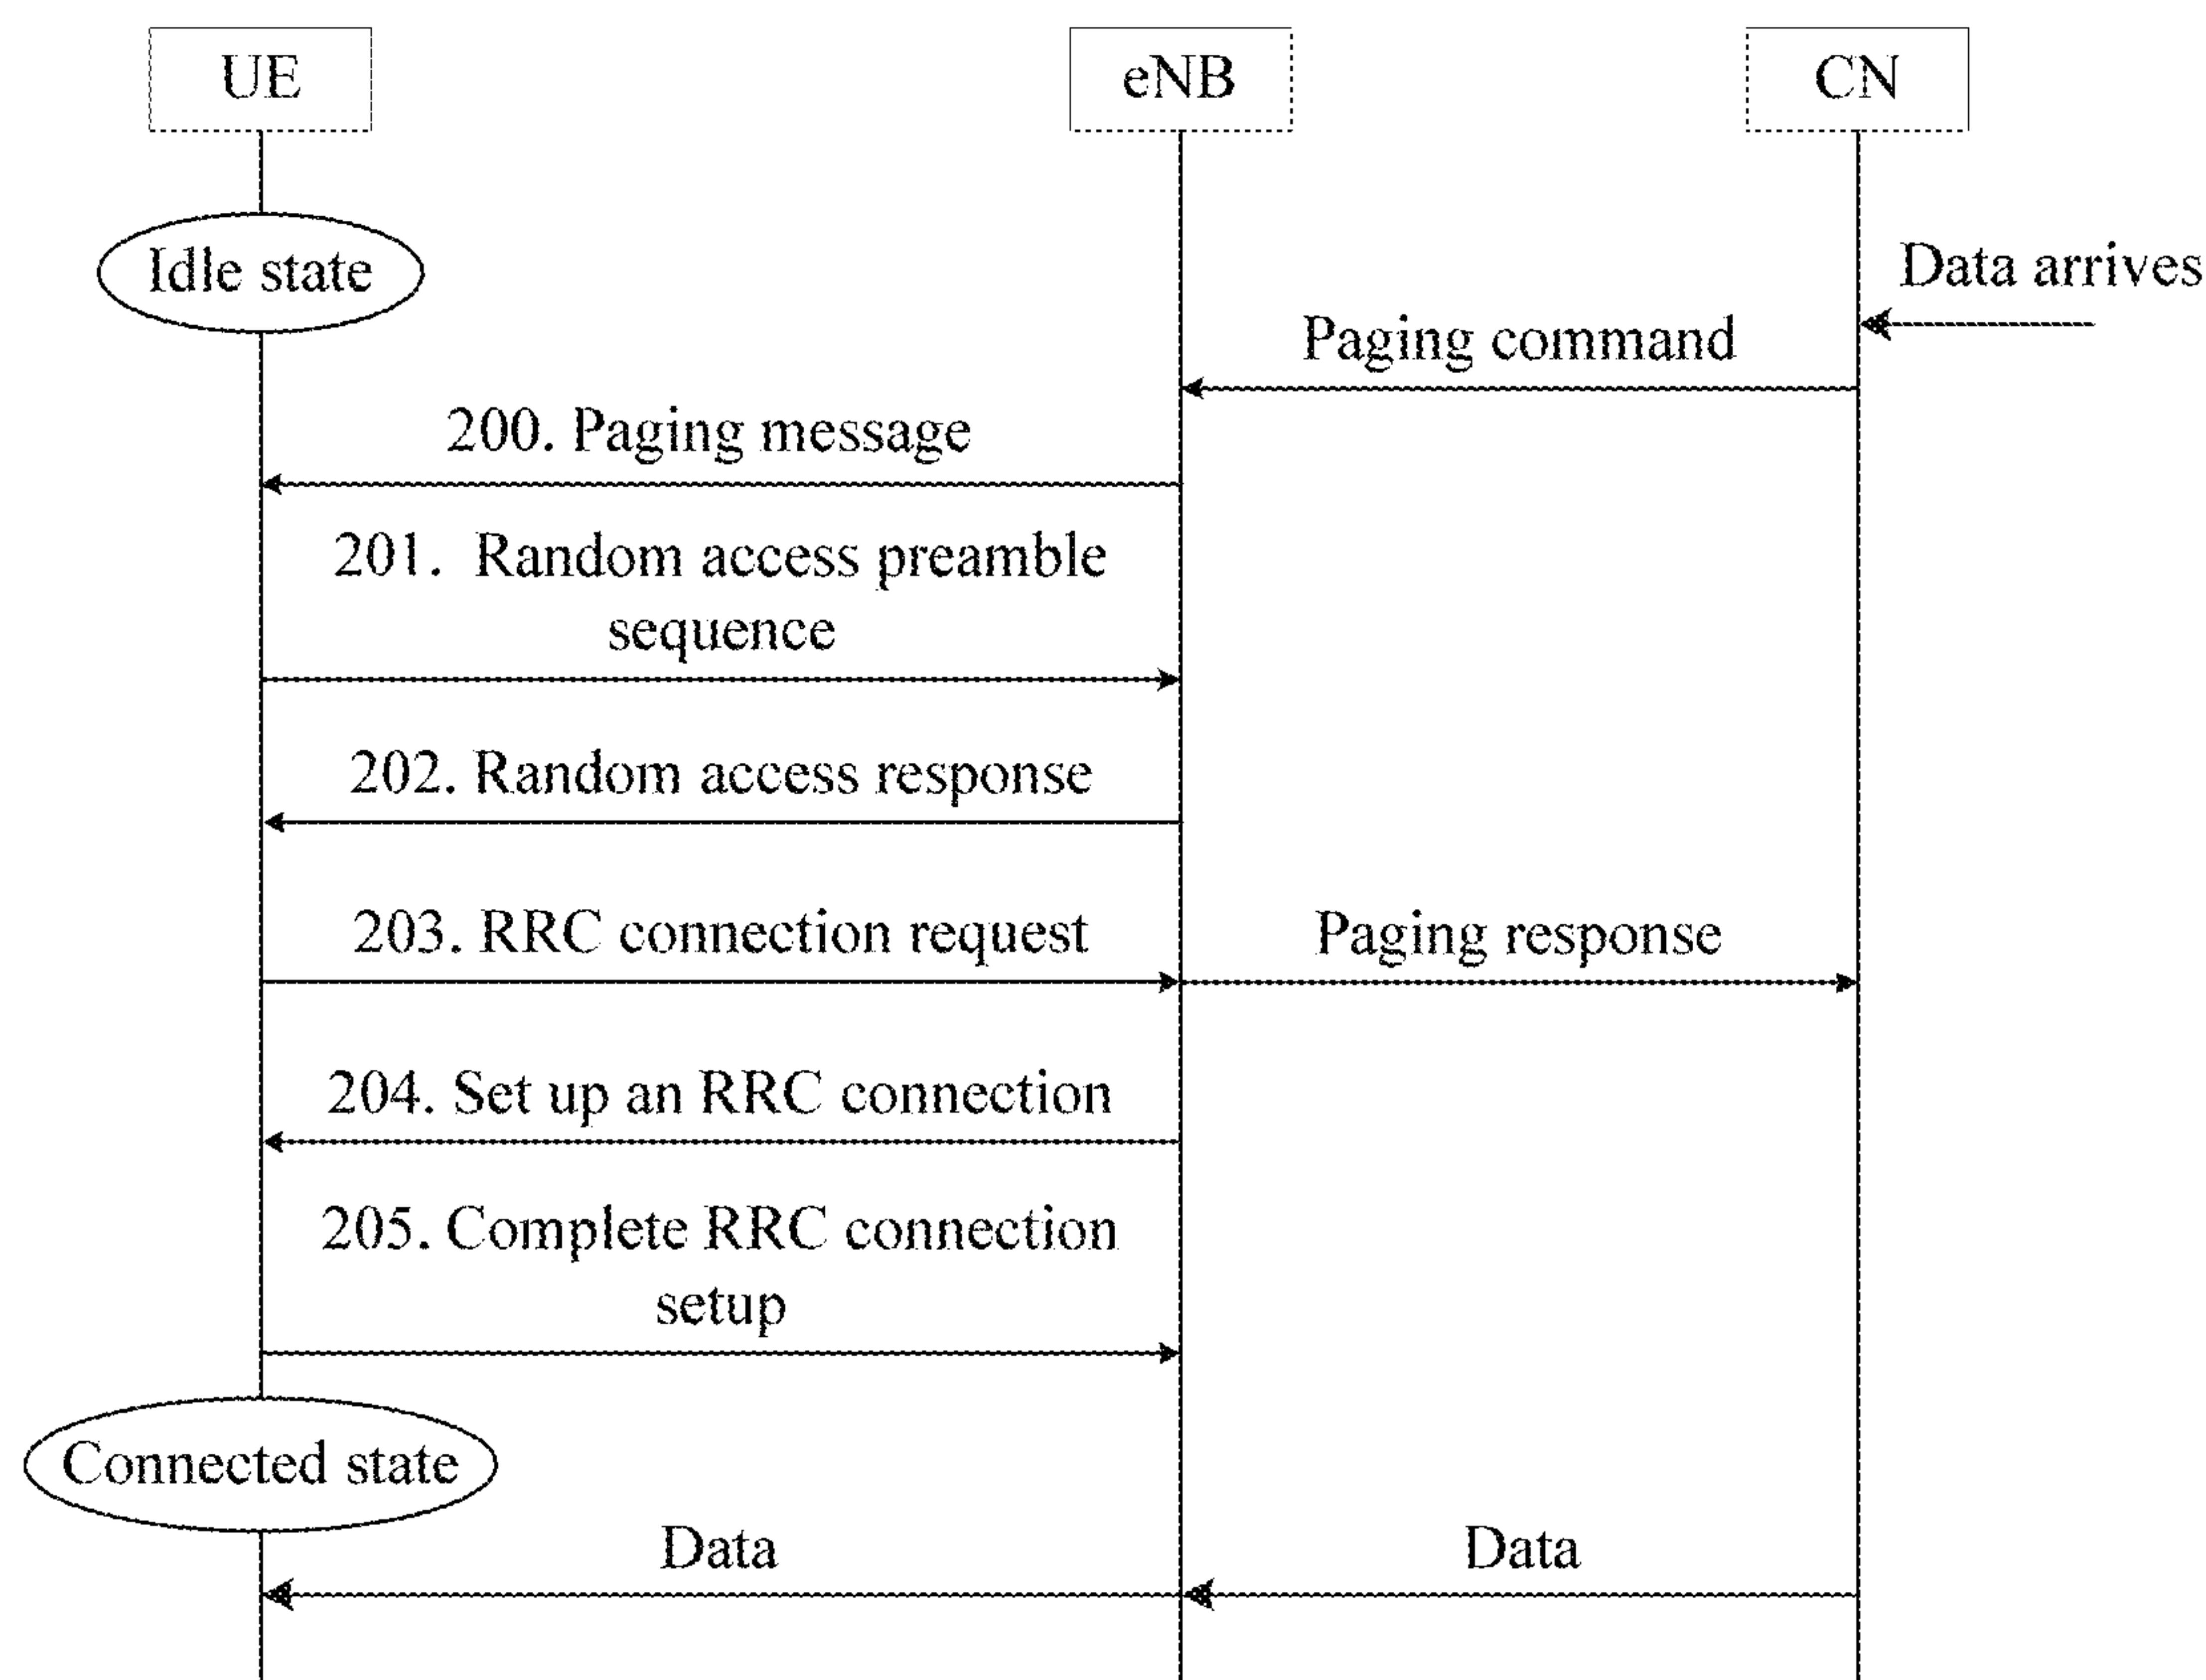 UE
eNB
CN
Idle state
Data arrives
Paging command
200. Paging message
201. Random access preamble
sequence
202. Random access response
203. RRC connection request
Paging response
204. Set up an RRC connection
205. Complete RRC connection
setup
Connected state
Data
Data